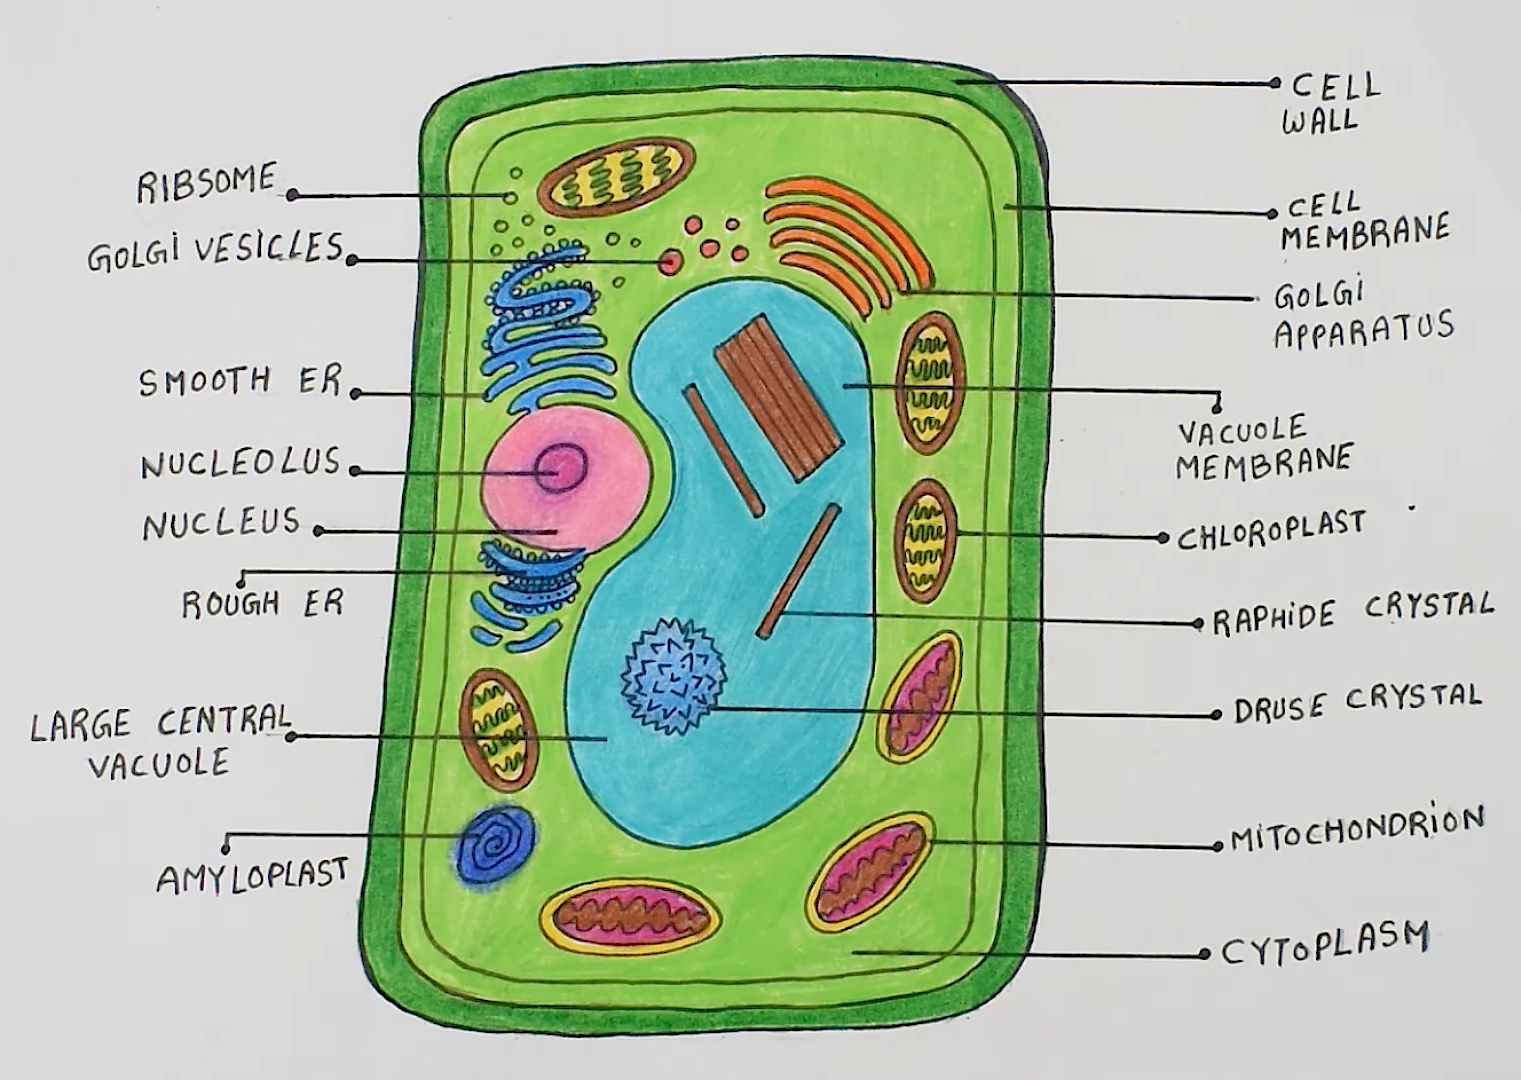 RIBSOME
GOLGI VESICLES
SMOOTH ER
NUCLEOLUS
NUCLEUS
ROUGH ER
LARGE CENTRAL
VACUOLE
AMYLOPLAST
CELL
WALL
CELL
MEMBRANE
GOLGI
APPARATUS
VACUOLE
MEMBRANE
CHLOROPLAST
RAPHIDE CRYSTAL
DRUSE CRYSTAL
MITOCHONDRION
CYTOPLASM